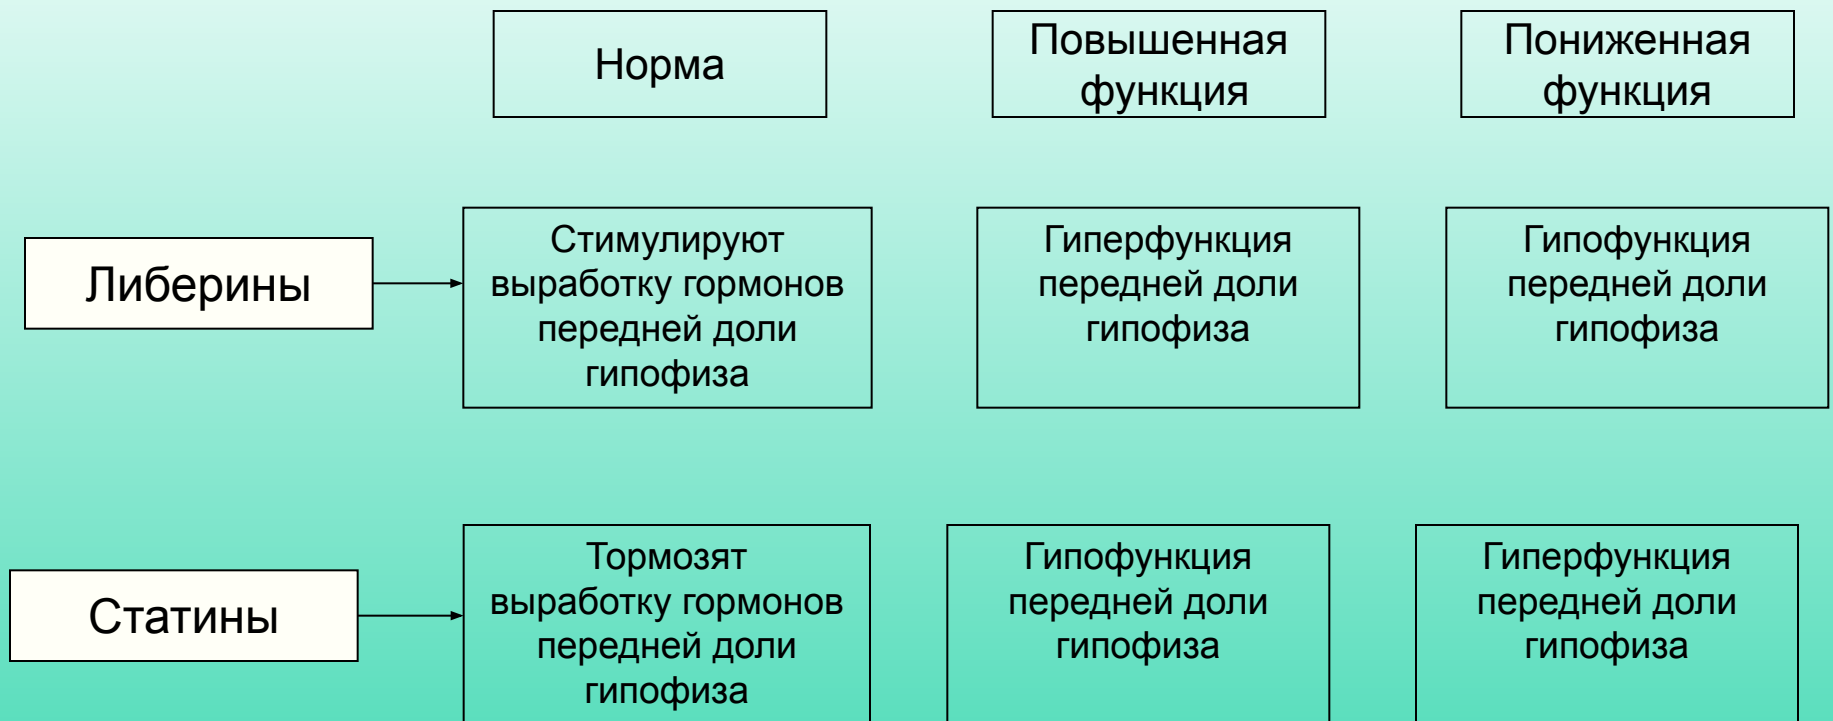 Норма
Повышенная
функция
Пониженная
функция
Либерины
Стимулируют
выработку гормонов
передней доли
гипофиза
Гиперфункция
передней доли
гипофиза
Гипофункция
передней доли
гипофиза
Статины
Тормозят
выработку гормонов
передней доли
гипофиза
Гипофункция
передней доли
гипофиза
Гиперфункция
передней доли
гипофиза